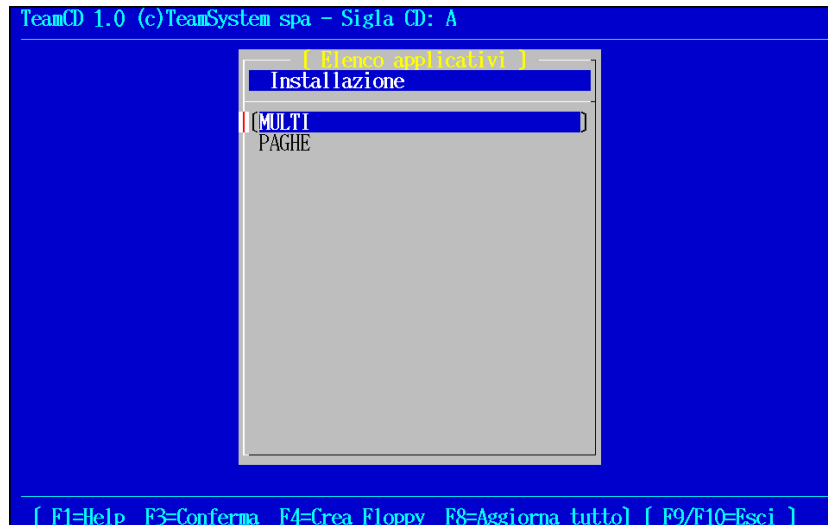 TeamCD 1.0 (c)TeamSystem spa - Sigla CD: A
[ Elenco applicativi ]
Installazione
[MULTI ]
PAGHE
[ F1=Help F3=Conferma F4=Crea Floppy F8=Aggiorna tutto] [ F9/F10=Esci ]